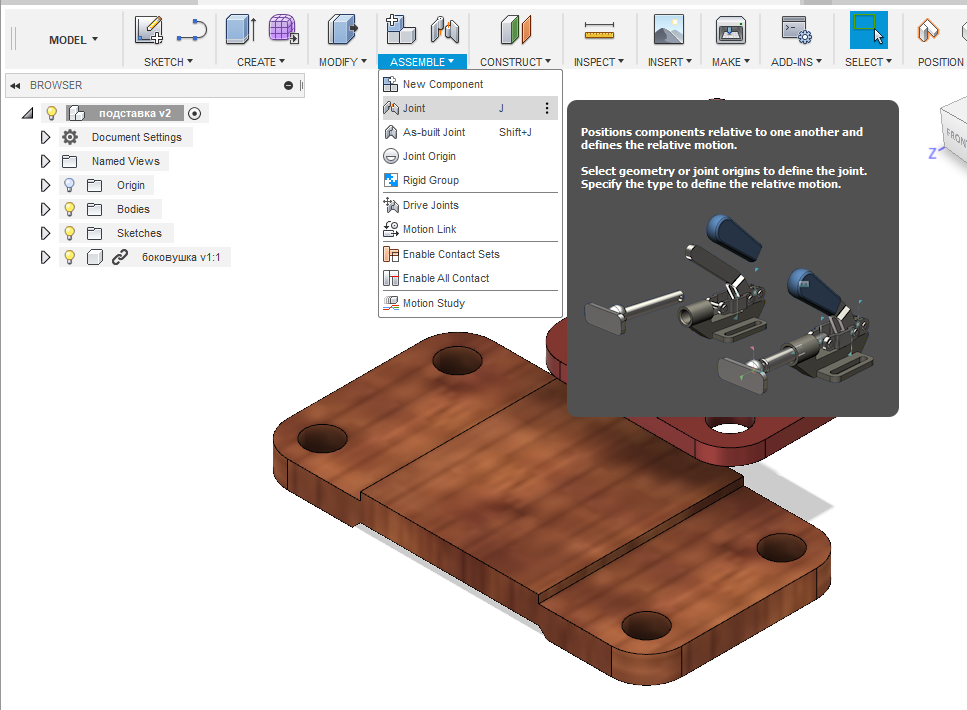 MODEL
SKETCH
CREATE
MODIFY
ASSEMBLE
CONSTRUCT
INSPECT
INSERT
MAKE
ADD-INS
SELECT
POSITION
BROWSER
подставка v2
Document Settings
Named Views
Origin
Bodies
Sketches
боковушка v1:1
New Component
Joint J
As-built Joint Shift+J
Joint Origin
Rigid Group
Drive Joints
Motion Link
Enable Contact Sets
Enable All Contact
Motion Study
Positions components relative to one another and
defines the relative motion.
Select geometry or joint origins to define the joint.
Specify the type to define the relative motion.
Z